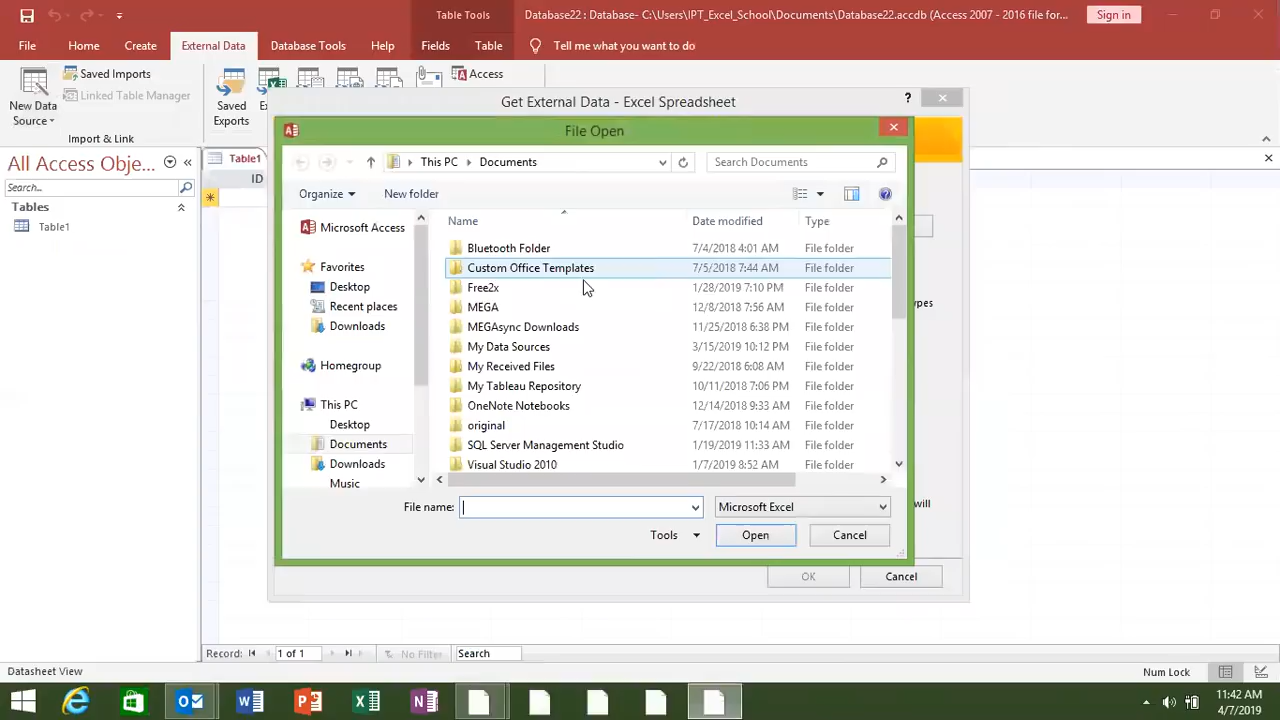 Table Tools
Database22 : Database- C:\Users\IPT_Excel_School\Documents\Database22.accdb (Access 2007 - 2016 file for...
Sign in
File
Home
Create
External Data
Database Tools
Help
Fields
Table
Tell me what you want to do
New Data
Source
Saved Imports
Linked Table Manager
Import & Link
Saved
Exports
Access
Get External Data - Excel Spreadsheet
?
All Access Obje...
Search...
Tables
Table1
Table1
ID
File Open
This PC
Documents
Search Documents
Organize
New folder
Name
Date modified
Type
Microsoft Access
Favorites
Desktop
Recent places
Downloads
Homegroup
This PC
Desktop
Documents
Downloads
Music
Bluetooth Folder 7/4/2018 4:01 AM File folder
Custom Office Templates 7/5/2018 7:44 AM File folder
Free2x 1/28/2019 7:10 PM File folder
MEGA 12/8/2018 7:56 AM File folder
MEGAsync Downloads 11/25/2018 6:38 PM File folder
My Data Sources 3/15/2019 10:12 PM File folder
My Received Files 9/22/2018 6:08 AM File folder
My Tableau Repository 10/11/2018 7:06 PM File folder
OneNote Notebooks 12/14/2018 9:33 AM File folder
original 7/17/2018 10:14 AM File folder
SQL Server Management Studio 1/19/2019 11:33 AM File folder
Visual Studio 2010 1/7/2019 8:52 AM File folder
File name:
Microsoft Excel
Tools
Open
Cancel
will
OK
Cancel
Record:
1 of 1
No Filter
Search
Datasheet View
Num Lock
11:42 AM
4/7/2019